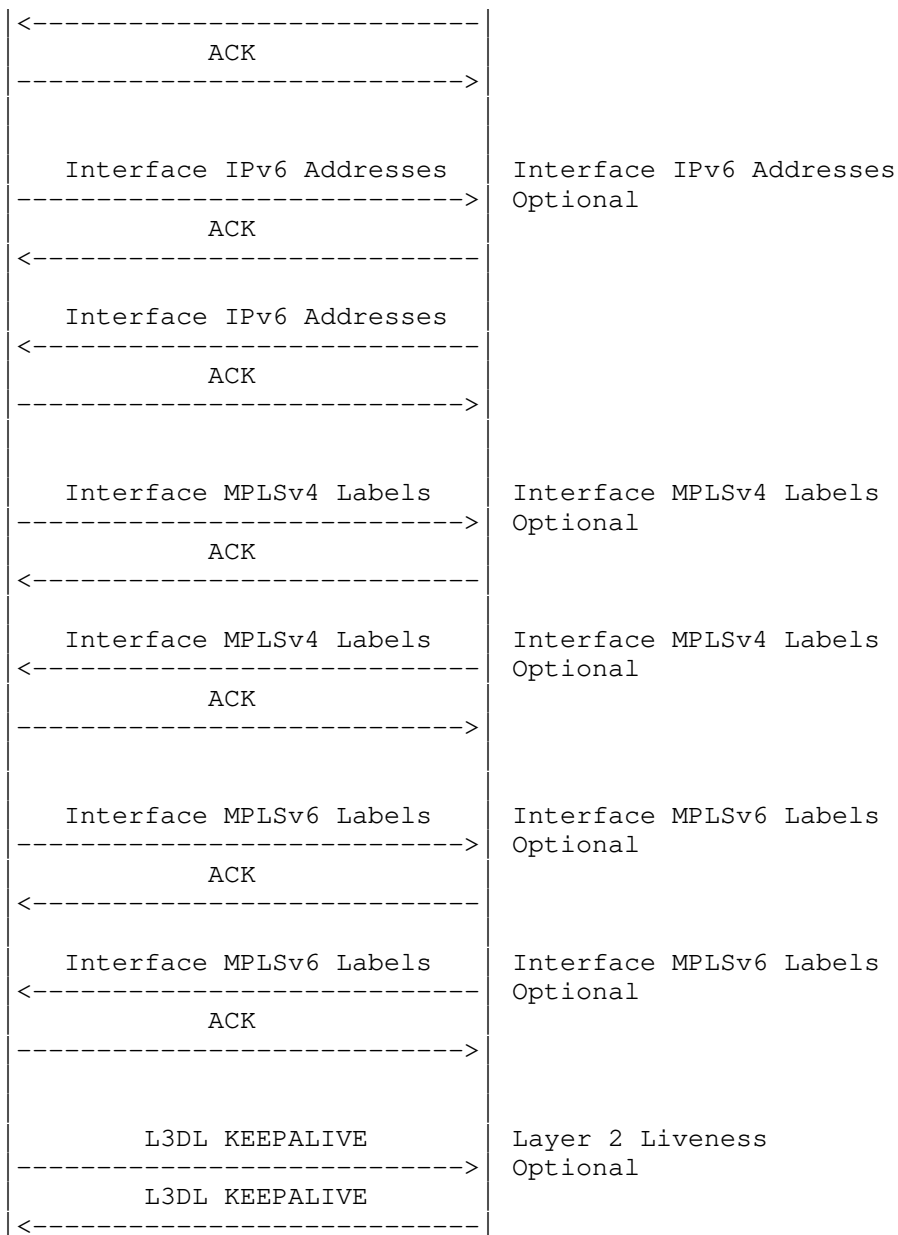 |<----------------------------|
ACK
|---------------------------->|
Interface IPv6 Addresses | Interface IPv6 Addresses
|---------------------------->| Optional
ACK
|<----------------------------|
Interface IPv6 Addresses
|<----------------------------|
ACK
|---------------------------->|
Interface MPLSv4 Labels | Interface MPLSv4 Labels
|---------------------------->| Optional
ACK
|<----------------------------|
Interface MPLSv4 Labels | Interface MPLSv4 Labels
|<----------------------------| Optional
ACK
|---------------------------->|
Interface MPLSv6 Labels | Interface MPLSv6 Labels
|---------------------------->| Optional
ACK
|<----------------------------|
Interface MPLSv6 Labels | Interface MPLSv6 Labels
|<----------------------------| Optional
ACK
|---------------------------->|
L3DL KEEPALIVE | Layer 2 Liveness
|---------------------------->| Optional
L3DL KEEPALIVE
|<----------------------------|